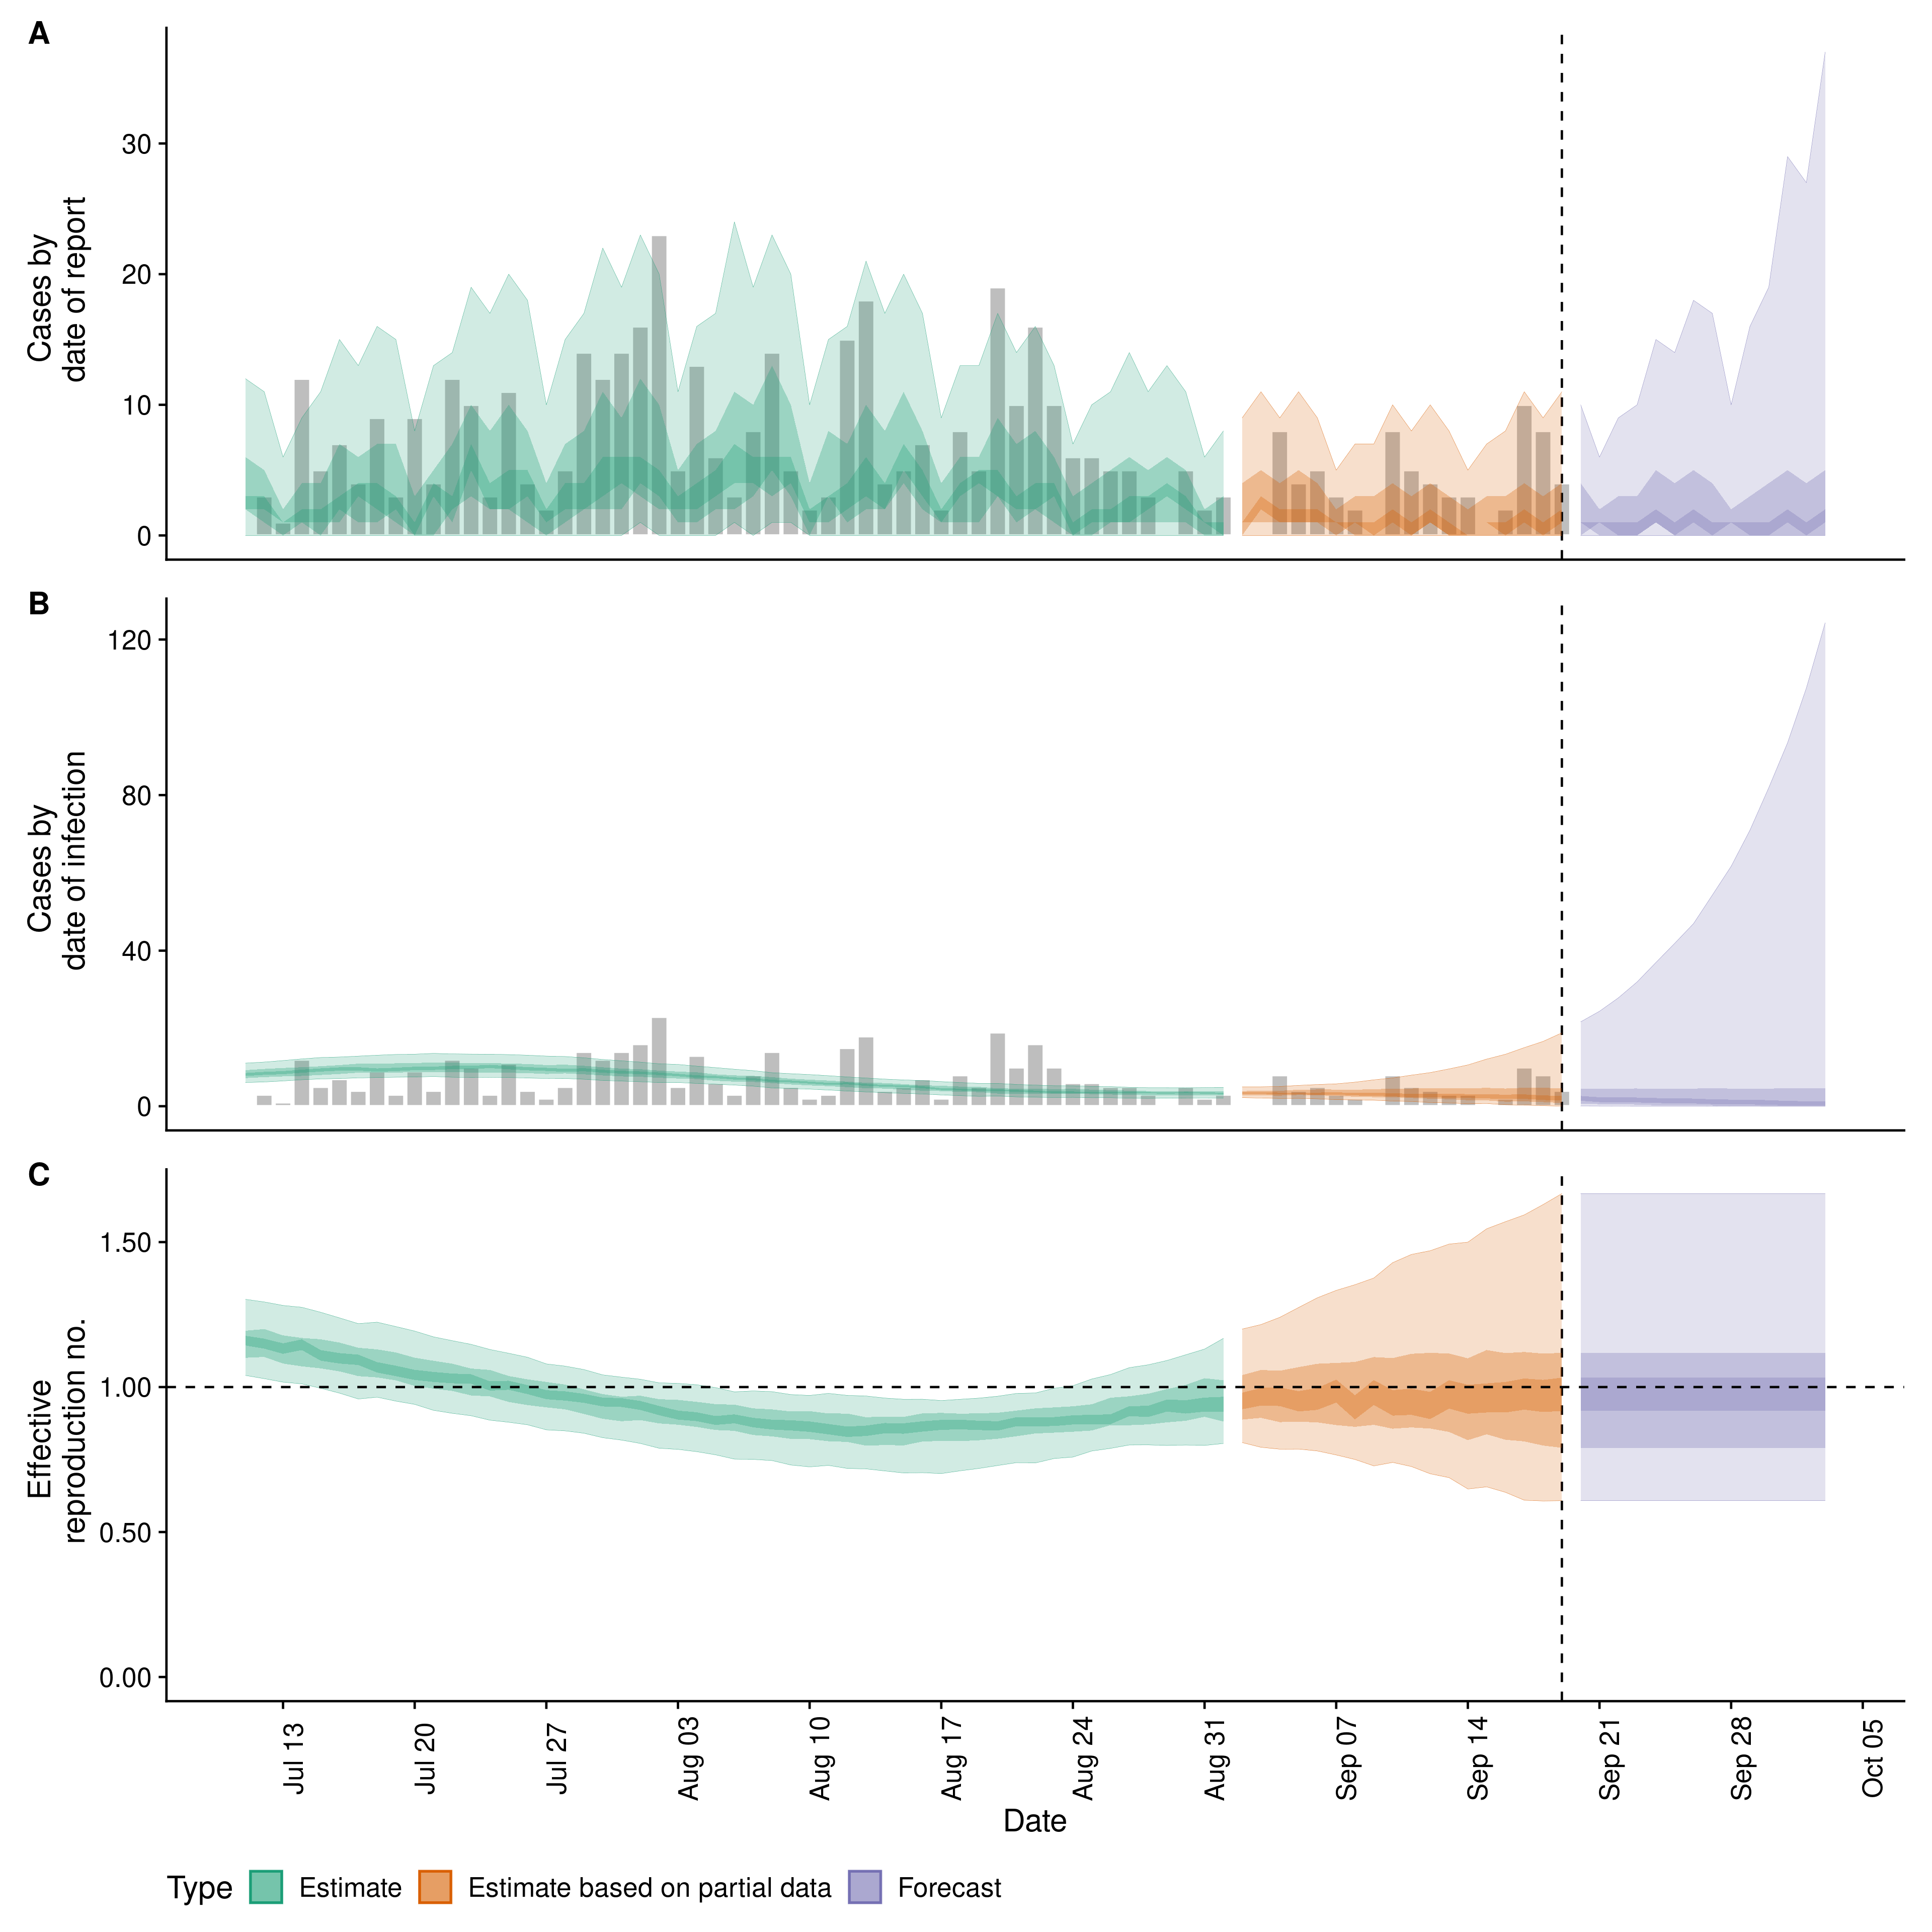 A
Cases by
date of report
30
20
10
0
B
Cases by
date of infection
120
80
40
0
C
Effective
reproduction no.
1.50
1.00
0.50
0.00
Jul 13
Jul 20
Jul 27
Aug 03
Aug 10
Aug 17
Aug 24
Aug 31
Sep 07
Sep 14
Sep 21
Sep 28
Oct 05
Date
Type Estimate Estimate based on partial data Forecast